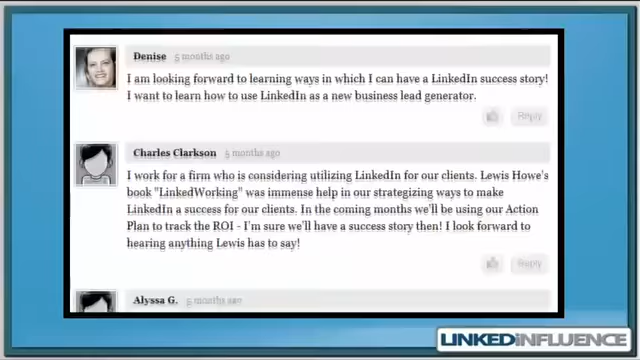 Denise 5 months ago
I am looking forward to learning ways in which I can have a LinkedIn success story!
I want to learn how to use LinkedIn as a new business lead generator.
Reply
Charles Clarkson 5 months ago
I work for a firm who is considering utilizing LinkedIn for our clients. Lewis Howe's
book "LinkedWorking" was immense help in our strategizing ways to make
LinkedIn a success for our clients. In the coming months we'll be using our Action
Plan to track the ROI - I'm sure we'll have a success story then! I look forward to
hearing anything Lewis has to say!
Reply
Alyssa G. 5 months ago
LINKEDINFLUENCE